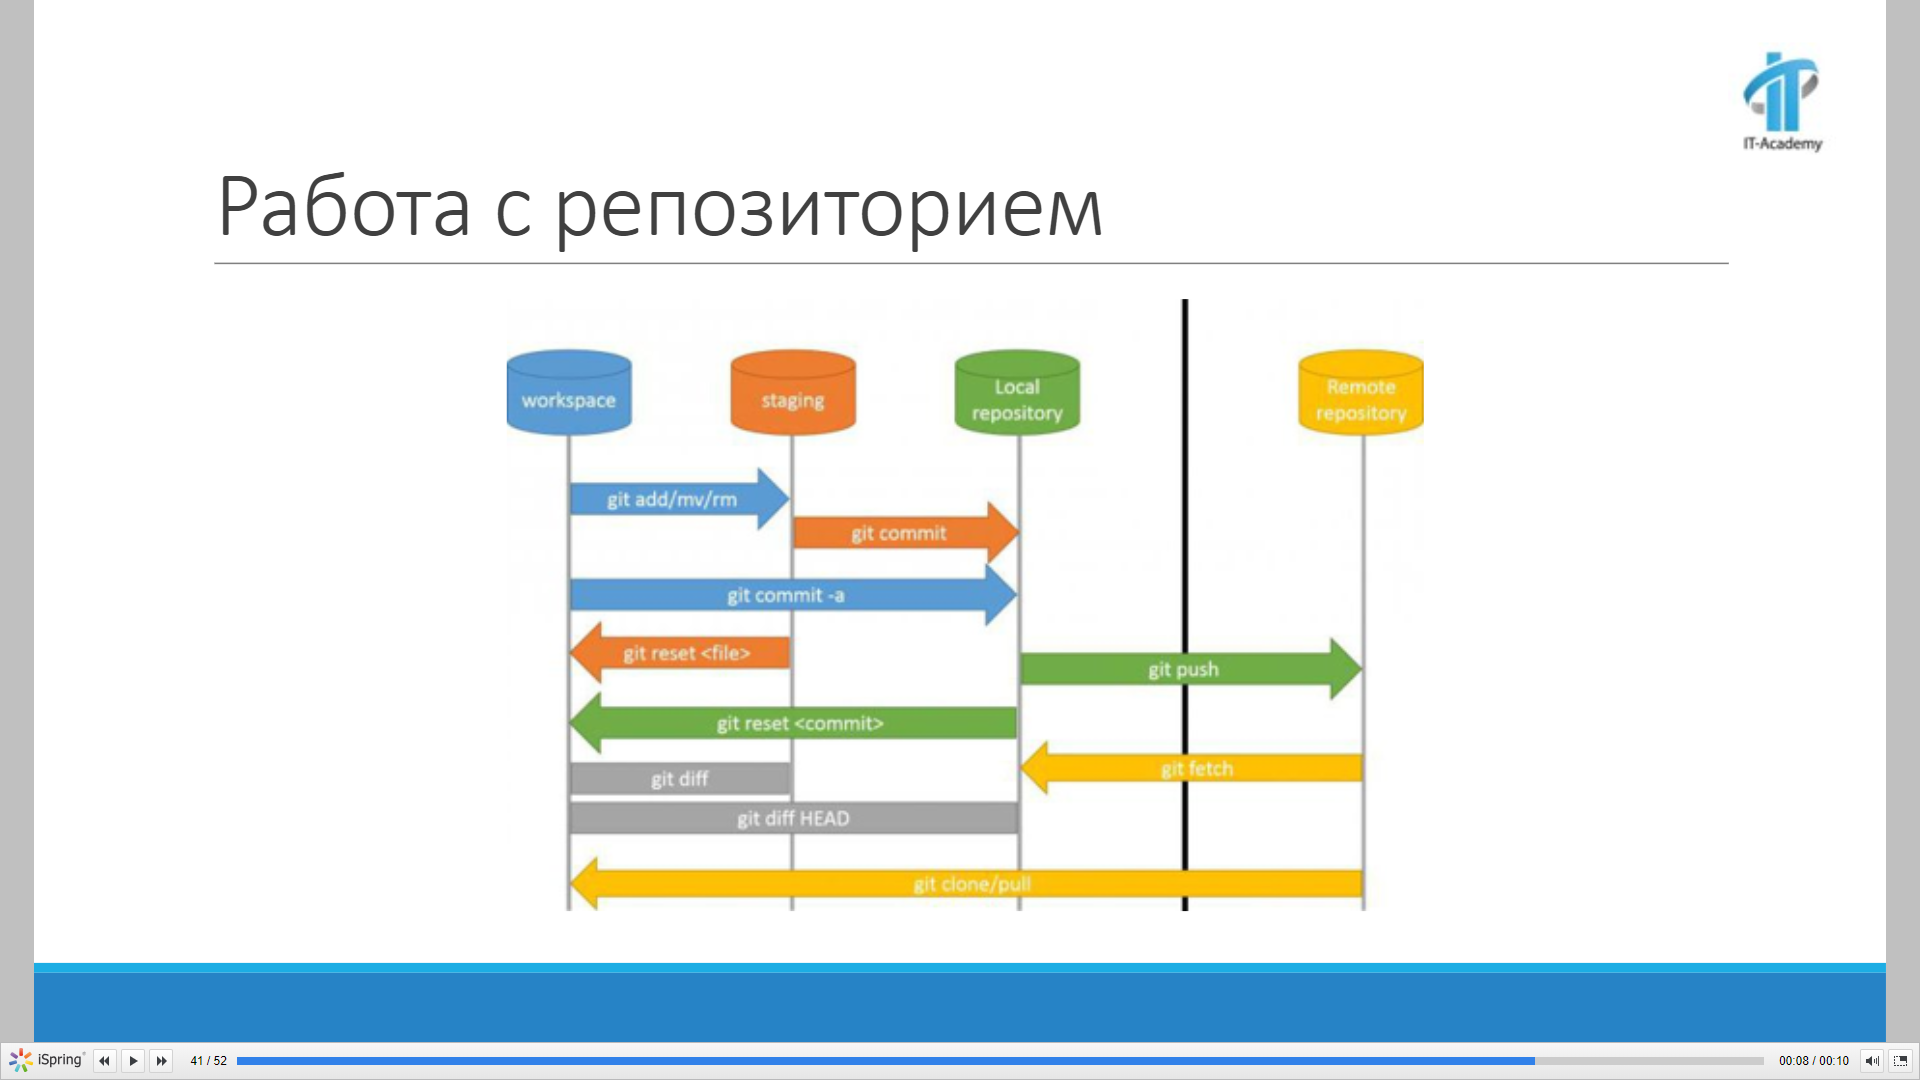 IT-Academy
Работа с репозиторием
workspace
staging
Local
repository
Remote
repository
git add/mv/rm
git commit
git commit -a
git reset <file>
git push
git reset <commit>
git fetch
git diff
git diff HEAD
git clone/pull
iSpring
41 / 52
00:08 / 00:10